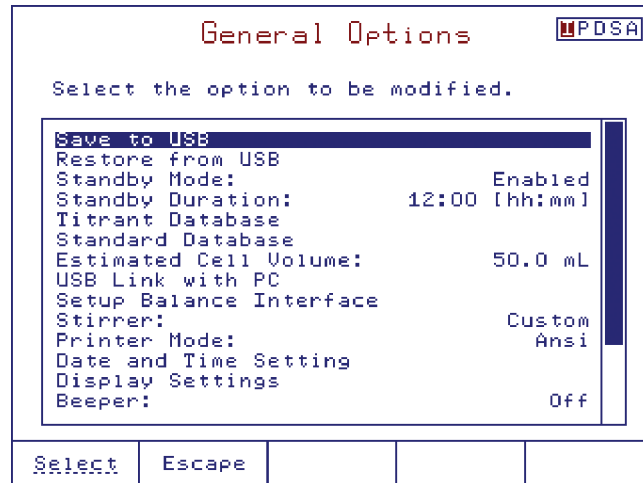 General Options
IPDSA
Select the option to be modified.
Save to USB
Restore from USB
Standby Mode: Enabled
Standby Duration: 12:00 [hh:mm]
Titrant Database
Standard Database
Estimated Cell Volume: 50.0 mL
USB Link with PC
Setup Balance Interface
Stirrer: Custom
Printer Mode: Ansi
Date and Time Setting
Display Settings
Beeper: Off
Select Escape